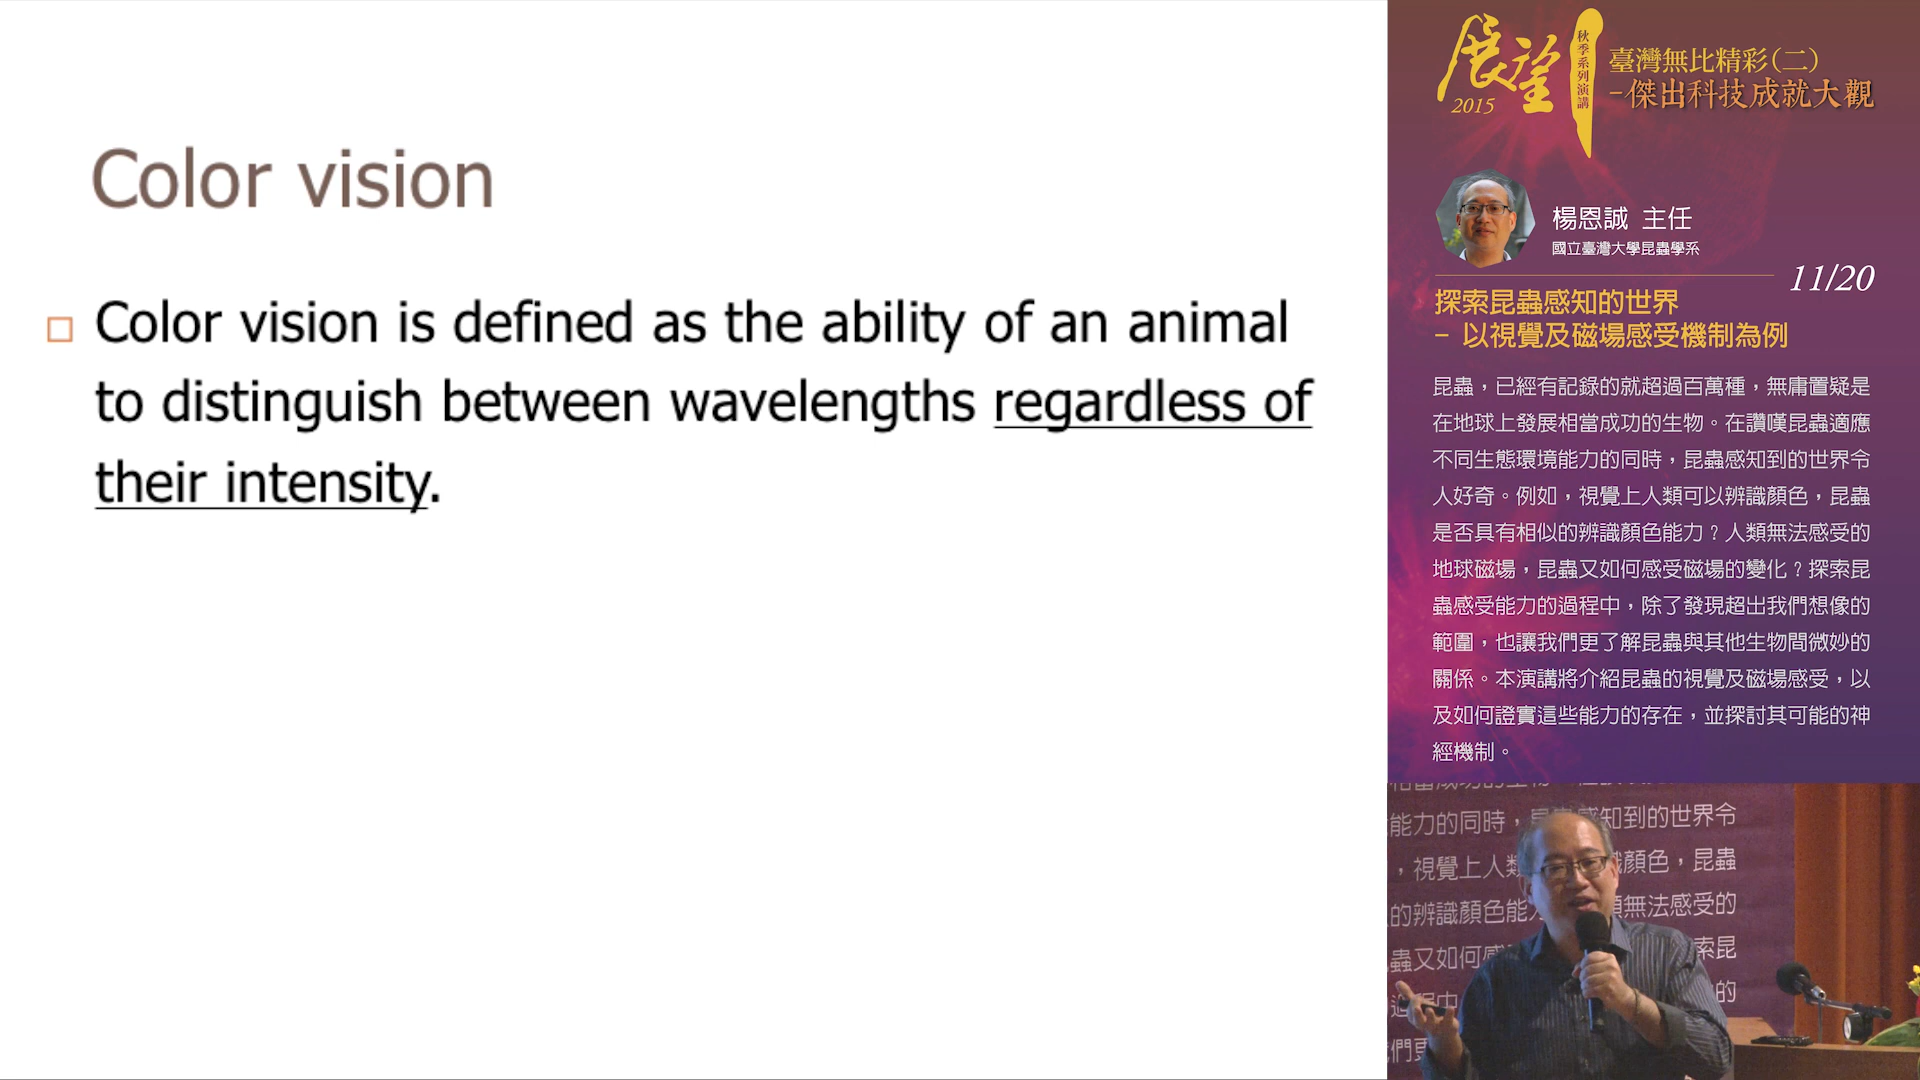 Color vision
Color vision is defined as the ability of an animal
to distinguish between wavelengths regardless of
their intensity.
展望
2015
秋季系列演講
臺灣無比精彩(二)
-傑出科技成就大觀
楊恩誠 主任
國立臺灣大學昆蟲學系
11/20
探索昆蟲感知的世界
- 以視覺及磁場感受機制為例
昆蟲，已經有記錄的就超過百萬種，無庸置疑是
在地球上發展相當成功的生物。在讚嘆昆蟲適應
不同生態環境能力的同時，昆蟲感知到的世界令
人好奇。例如，視覺上人類可以辨識顏色，昆蟲
是否具有相似的辨識顏色能力？人類無法感受的
地球磁場，昆蟲又如何感受磁場的變化？探索昆
蟲感受能力的過程中，除了發現超出我們想像的
範圍，也讓我們更了解昆蟲與其他生物間微妙的
關係。本演講將介紹昆蟲的視覺及磁場感受，以
及如何證實這些能力的存在，並探討其可能的神
經機制。
能力的同時，昆蟲感知到的世界令
，視覺上人類 識顏色，昆蟲
的辨識顏色能 類無法感受的
蟲又如何感 索昆
過程中 的
們更